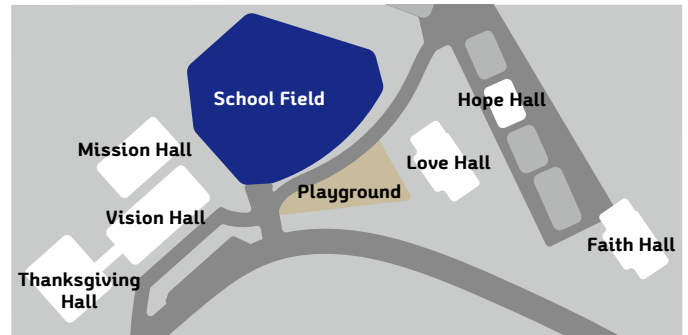 School Field
Hope Hall
Mission Hall
Love Hall
Playground
Vision Hall
Faith Hall
Thanksgiving
Hall